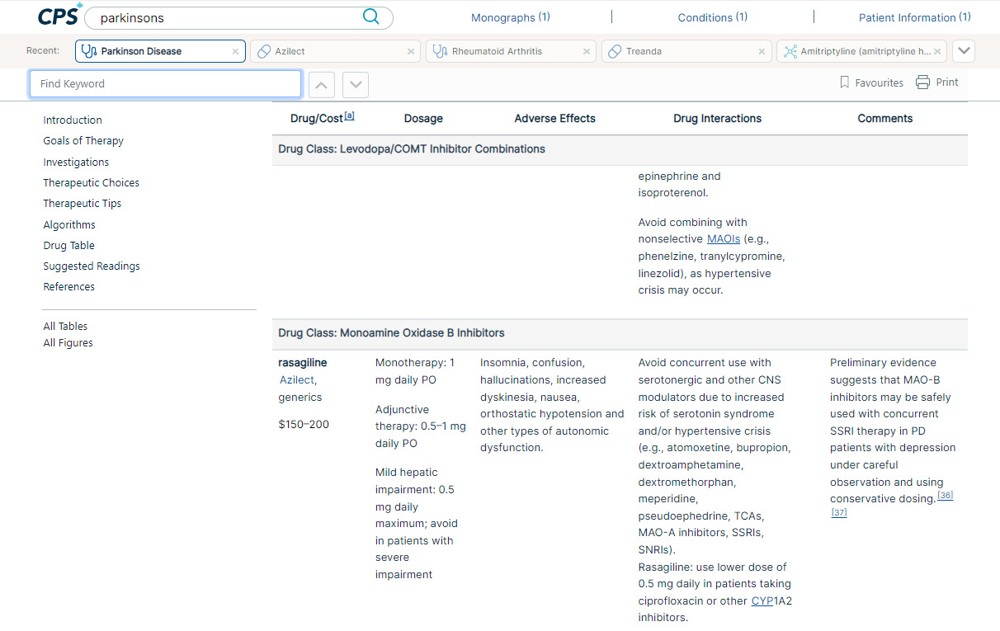 CPS
parkinsons
Monographs (1)
|
Conditions (1)
|
Patient Information (1)
Recent:
Parkinson Disease ×
Azilect ×
Rheumatoid Arthritis ×
Treanda ×
Amitriptyline (amitriptyline h... ×
Find Keyword
Favourites
Print
Introduction
Goals of Therapy
Investigations
Therapeutic Choices
Therapeutic Tips
Algorithms
Drug Table
Suggested Readings
References
All Tables
All Figures
Drug/Cost[a]
Dosage
Adverse Effects
Drug Interactions
Comments
Drug Class: Levodopa/COMT Inhibitor Combinations
epinephrine and
isoproterenol.
Avoid combining with
nonselective MAOIs (e.g.,
phenelzine, tranylcypromine,
linezolid), as hypertensive
crisis may occur.
Drug Class: Monoamine Oxidase B Inhibitors
rasagiline
Azilect,
generics
$150–200
Monotherapy: 1
mg daily PO
Adjunctive
therapy: 0.5–1 mg
daily PO
Mild hepatic
impairment: 0.5
mg daily
maximum; avoid
in patients with
severe
impairment
Insomnia, confusion,
hallucinations, increased
dyskinesia, nausea,
orthostatic hypotension and
other types of autonomic
dysfunction.
Avoid concurrent use with
serotonergic and other CNS
modulators due to increased
risk of serotonin syndrome
and/or hypertensive crisis
(e.g., atomoxetine, bupropion,
dextroamphetamine,
dextromethorphan,
meperidine,
pseudoephedrine, TCAs,
MAO-A inhibitors, SSRIs,
SNRIs).
Rasagiline: use lower dose of
0.5 mg daily in patients taking
ciprofloxacin or other CYP1A2
inhibitors.
Preliminary evidence
suggests that MAO-B
inhibitors may be safely
used with concurrent
SSRI therapy in PD
patients with depression
under careful
observation and using
conservative dosing.[36]
[37]